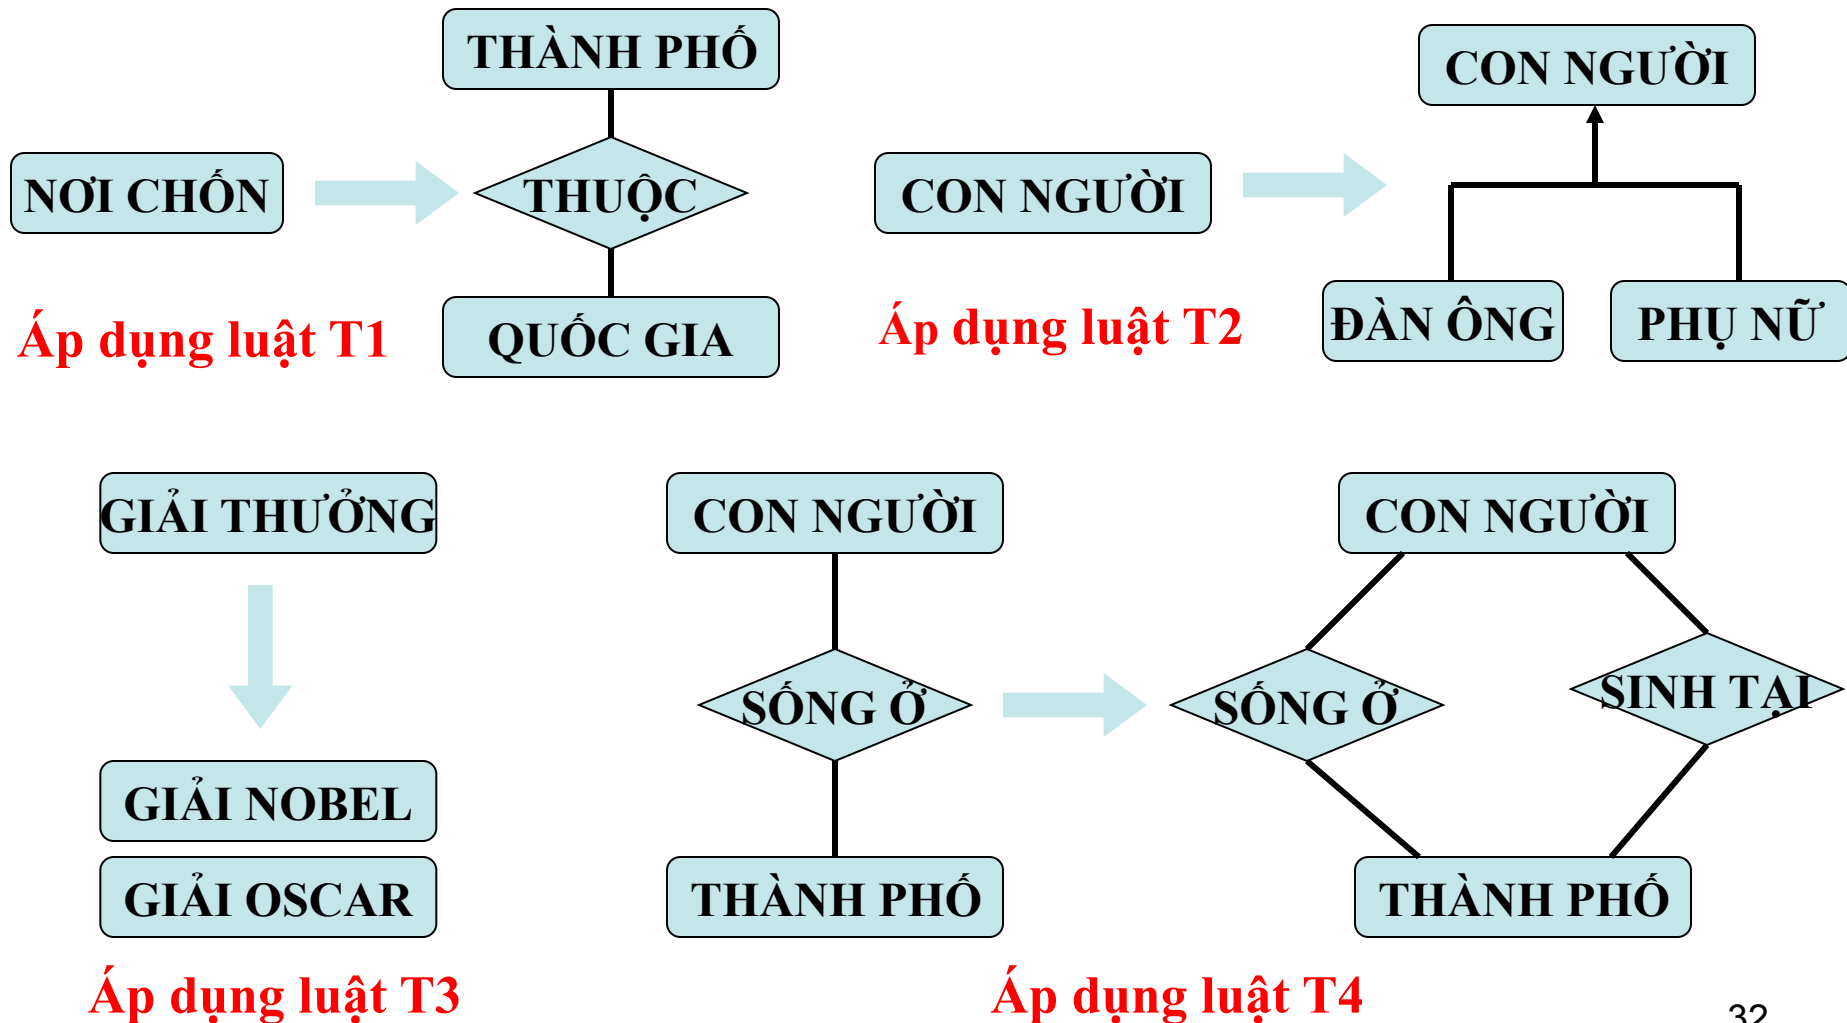 THÀNH PHỐ
NƠI CHỐN
THUỘC
QUỐC GIA
Áp dụng luật T1
CON NGƯỜI
CON NGƯỜI
ĐÀN ÔNG
PHỤ NỮ
Áp dụng luật T2
GIẢI THƯỞNG
GIẢI NOBEL
GIẢI OSCAR
Áp dụng luật T3
CON NGƯỜI
SỐNG Ở
THÀNH PHỐ
CON NGƯỜI
SỐNG Ở
SINH TẠI
THÀNH PHỐ
Áp dụng luật T4
32